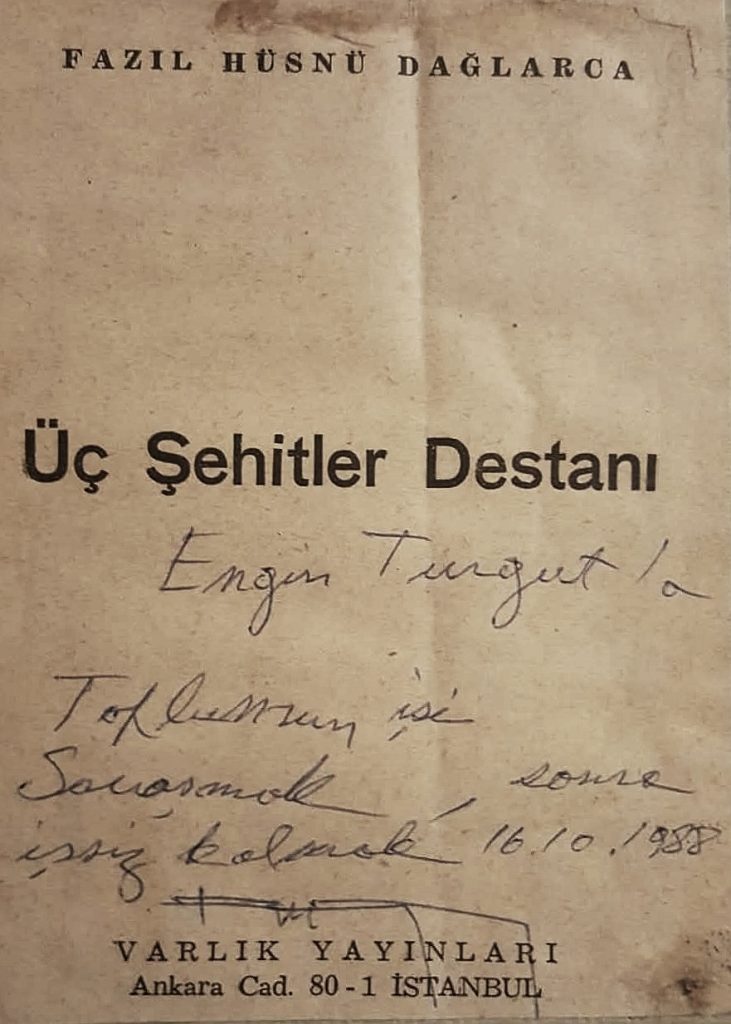 FAZIL HÜSNÜ DAĞLARCA
Üç Şehitler Destanı
Engin Turgut'la
Toplumun işi
Savaşmak, sonra
işsiz kalmak 16.10.1988
VARLIK YAYINLARI
Ankara Cad. 80-1 İSTANBUL